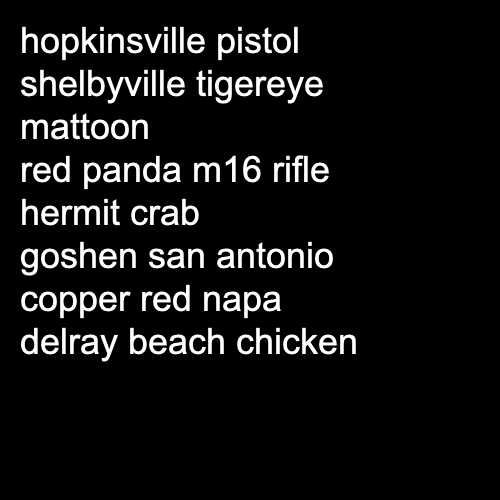 hopkinsville pistol
shelbyville tigereye
mattoon
red panda m16 rifle
hermit crab
goshen san antonio
copper red napa
delray beach chicken